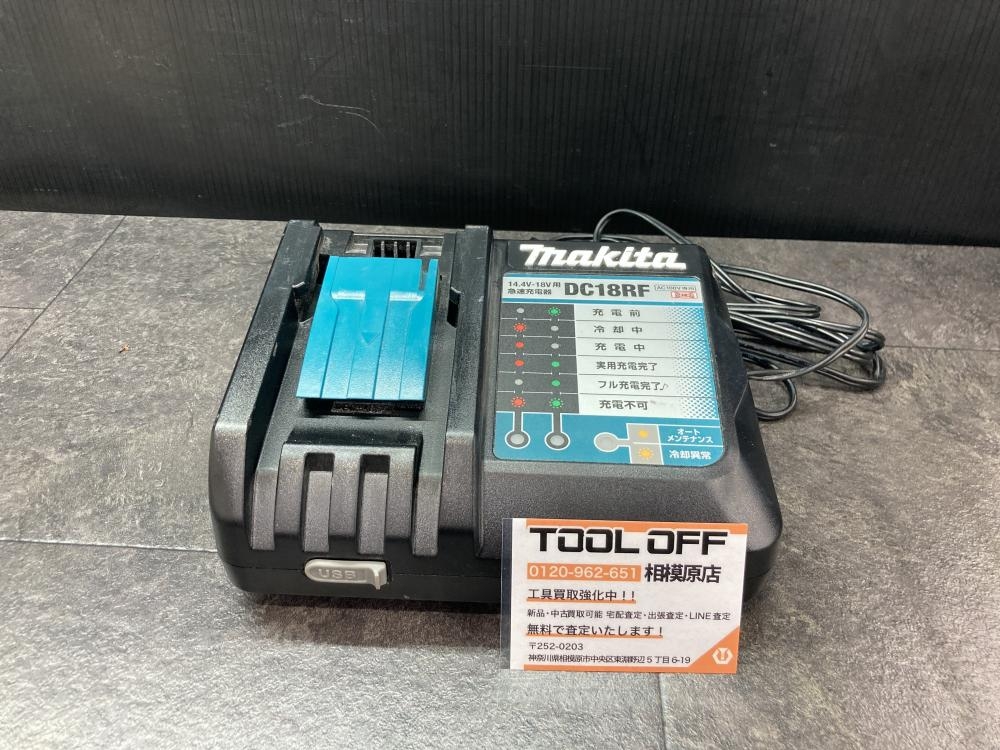 makita
14.4V-18V用
急速充電器 DC18RF AC100V専用
充電前
冷却中
充電中
実用充電完了
フル充電完了♪
充電不可
オート
メンテナンス
冷却異常
USB
TOOL OFF
0120-962-651 相模原店
工具買取強化中!!
新品・中古買取可能 宅配査定・出張査定・LINE査定
無料で査定いたします!
〒252-0203
神奈川県相模原市中央区東淵野辺5丁目6-19